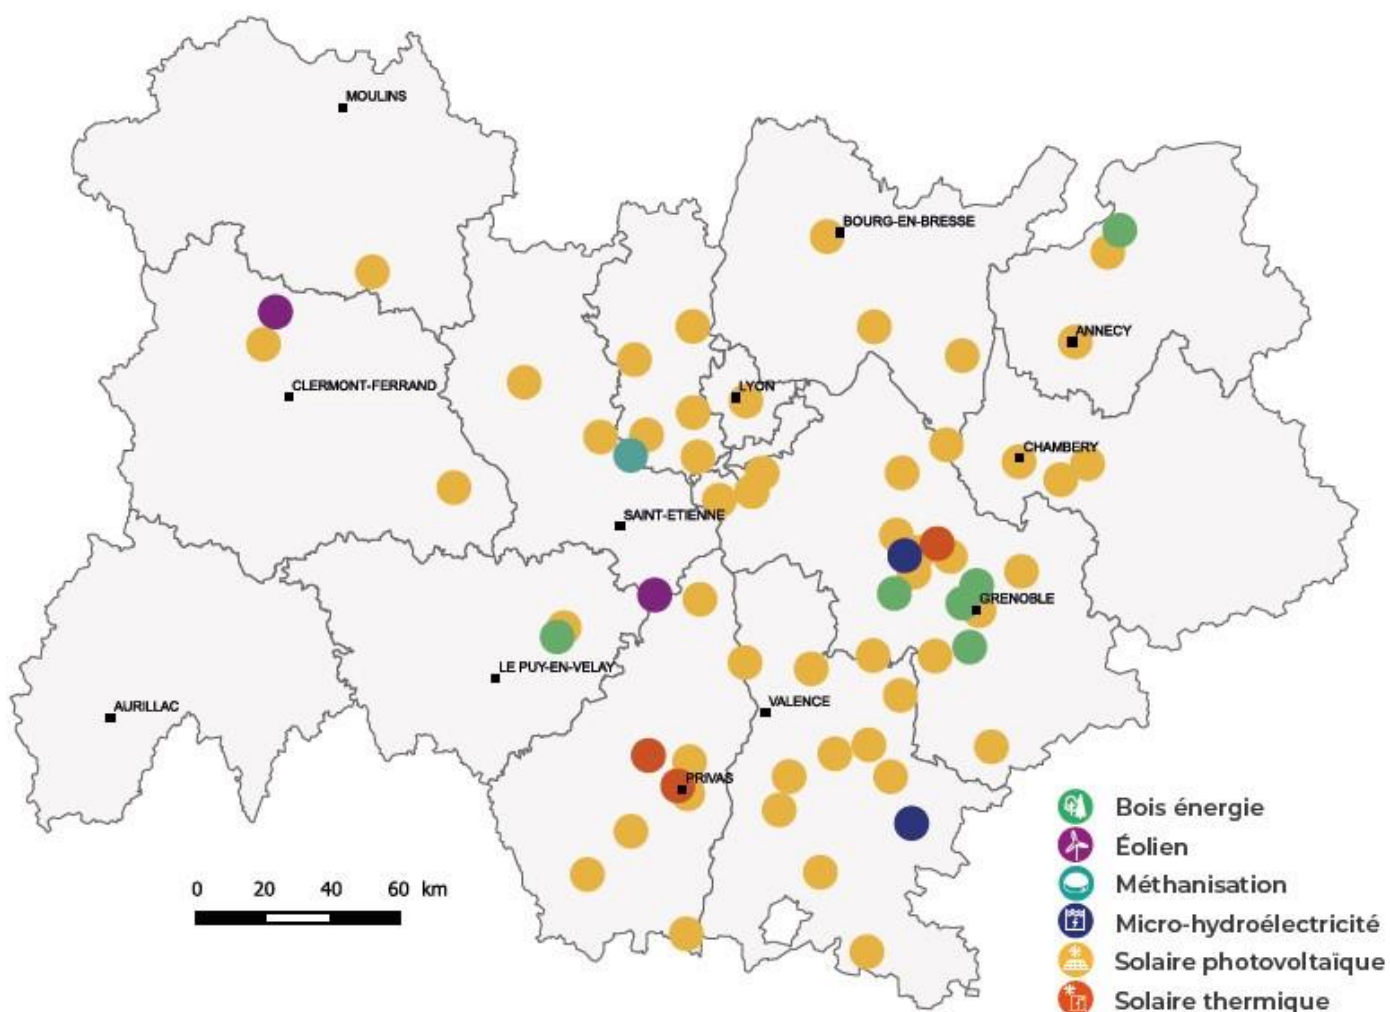 MOULINS
BOURG-EN-BRESSE
ANNECY
CLERMONT-FERRAND
LYON
CHAMBERY
SAINT-ETIENNE
GRENOBLE
LE PUY-EN-VELAY
AURILLAC
VALENCE
PRIVAS
0 20 40 60 km
Bois énergie
Éolien
Méthanisation
Micro-hydroélectricité
Solaire photovoltaïque
Solaire thermique